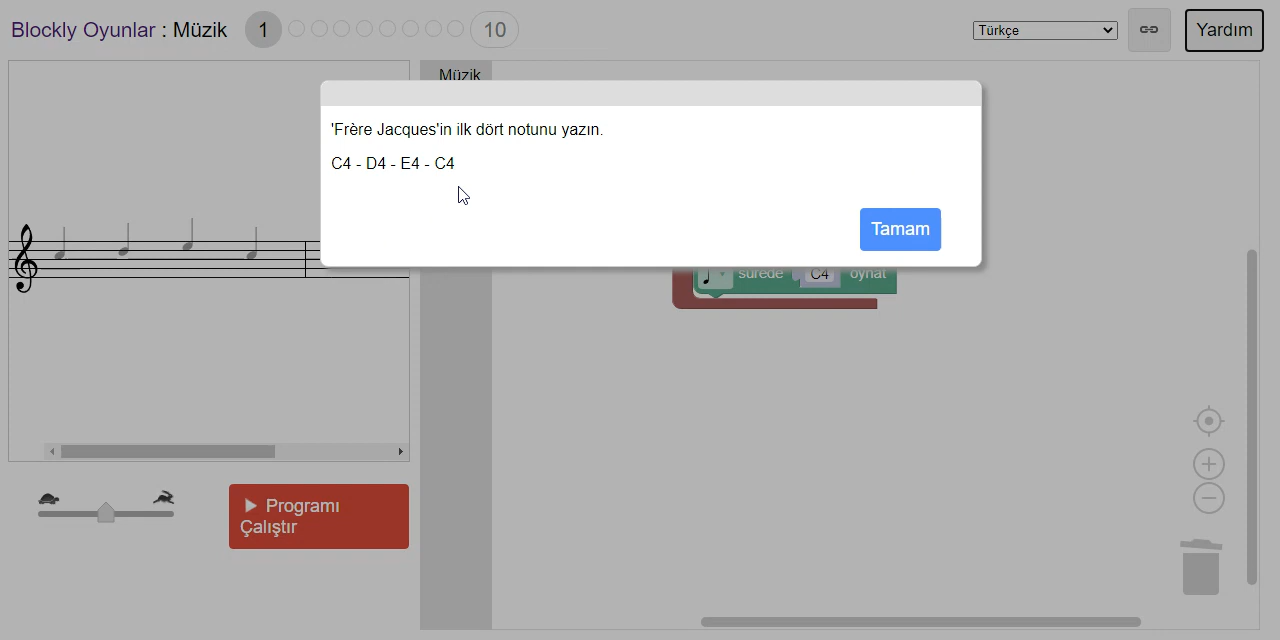 Blockly Oyunlar : Müzik 1 10 Türkçe Yardım
Müzik
'Frère Jacques'in ilk dört notunu yazın.
C4 - D4 - E4 - C4
Tamam
sürede C4 oynat
Programı
Çalıştır